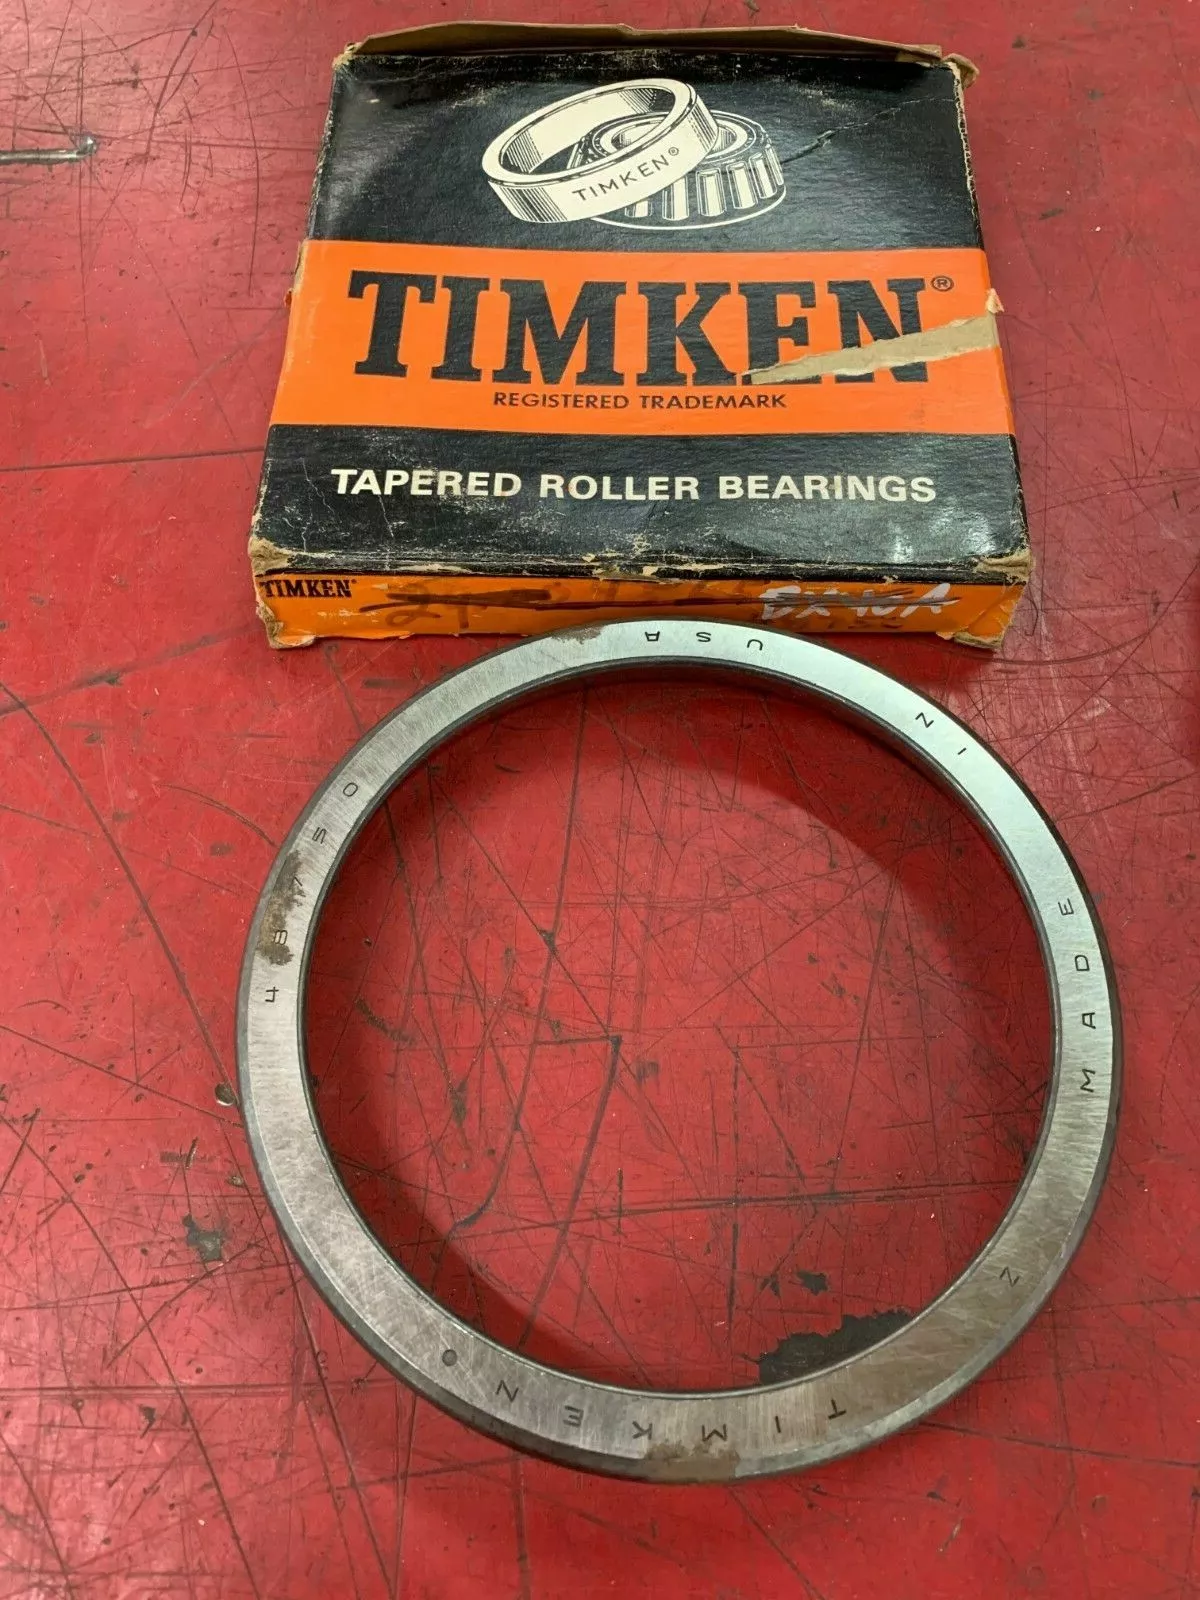 TIMKEN®
TIMKEN®
REGISTERED TRADEMARK
TAPERED ROLLER BEARINGS
TIMKEN®
48750
MADE IN USA
TIMKEN®
N